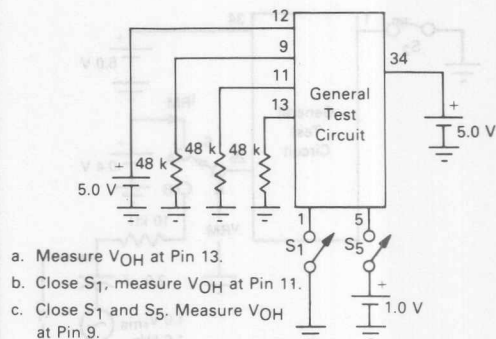 12
9
11
13
34
General
Test
Circuit
48 k
48 k
48 k
+
5.0 V
+
5.0 V
1
5
S1
S5
+
1.0 V
a. Measure VOH at Pin 13.
b. Close S1, measure VOH at Pin 11.
c. Close S1 and S5. Measure VOH
at Pin 9.